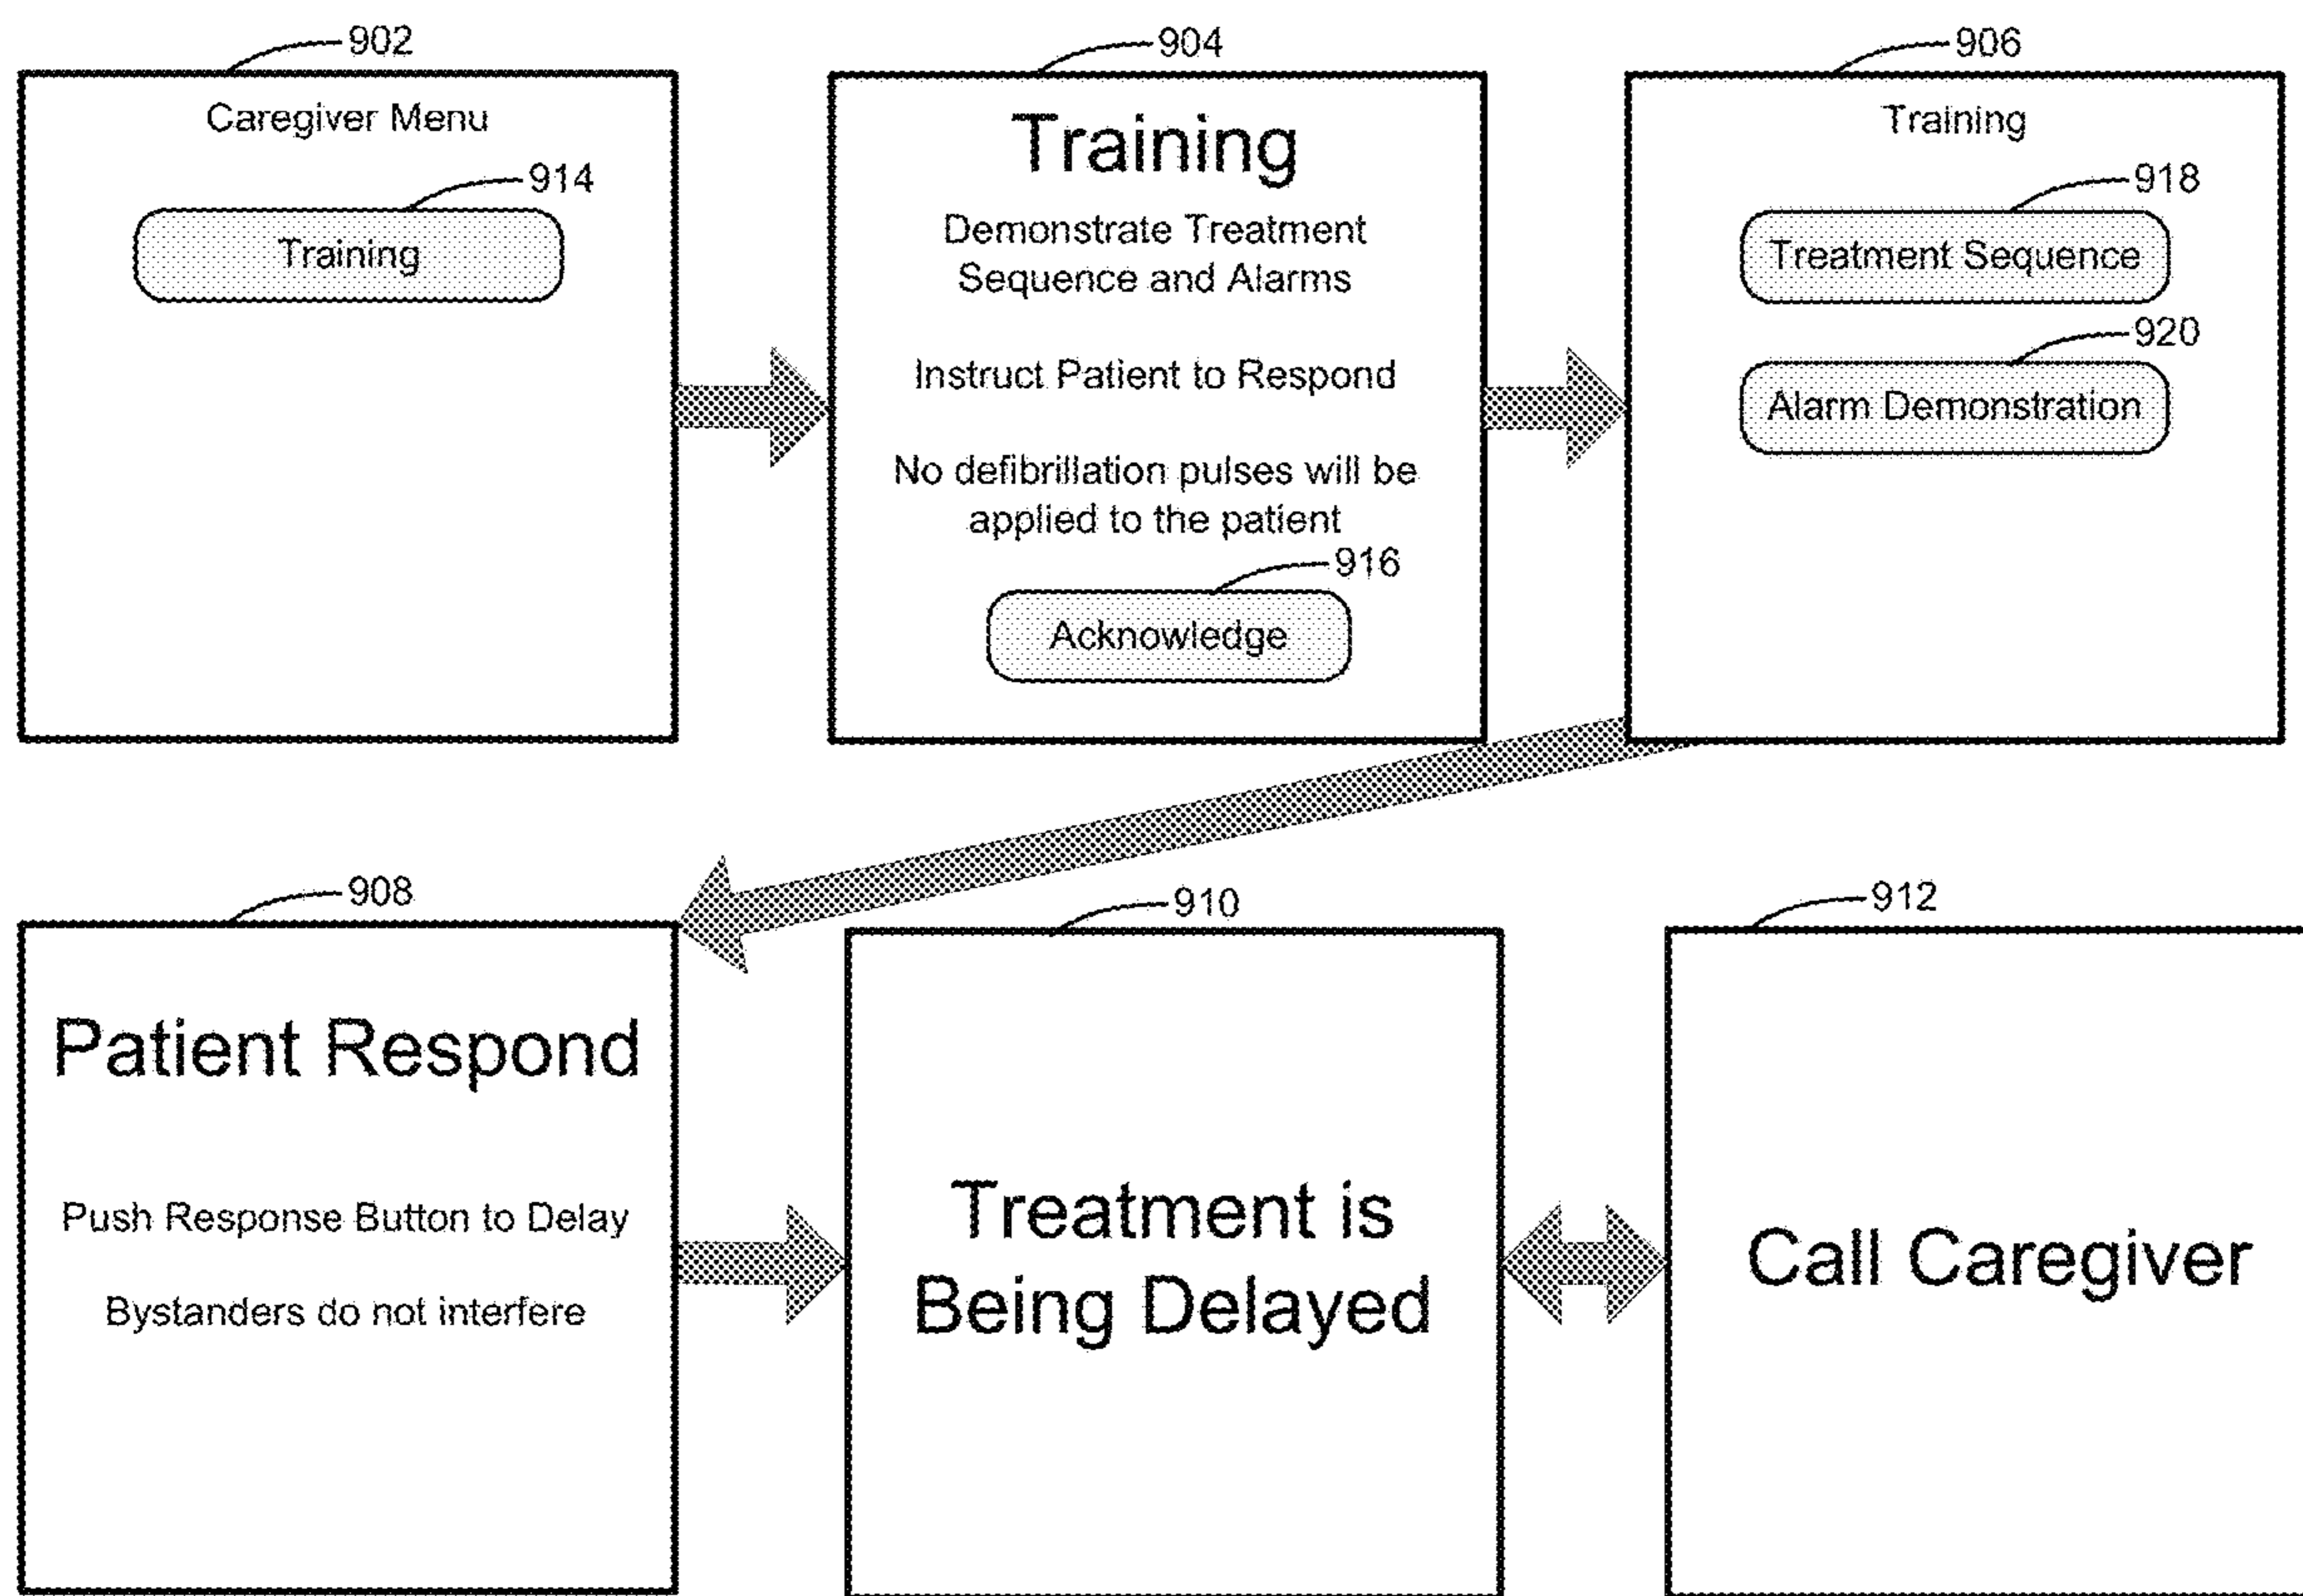 902
Caregiver Menu
914
Training
904
Training
Demonstrate Treatment
Sequence and Alarms
Instruct Patient to Respond
No defibrillation pulses will be
applied to the patient
916
Acknowledge
906
Training
918
Treatment Sequence
920
Alarm Demonstration
908
Patient Respond
Push Response Button to Delay
Bystanders do not interfere
910
Treatment is
Being Delayed
912
Call Caregiver